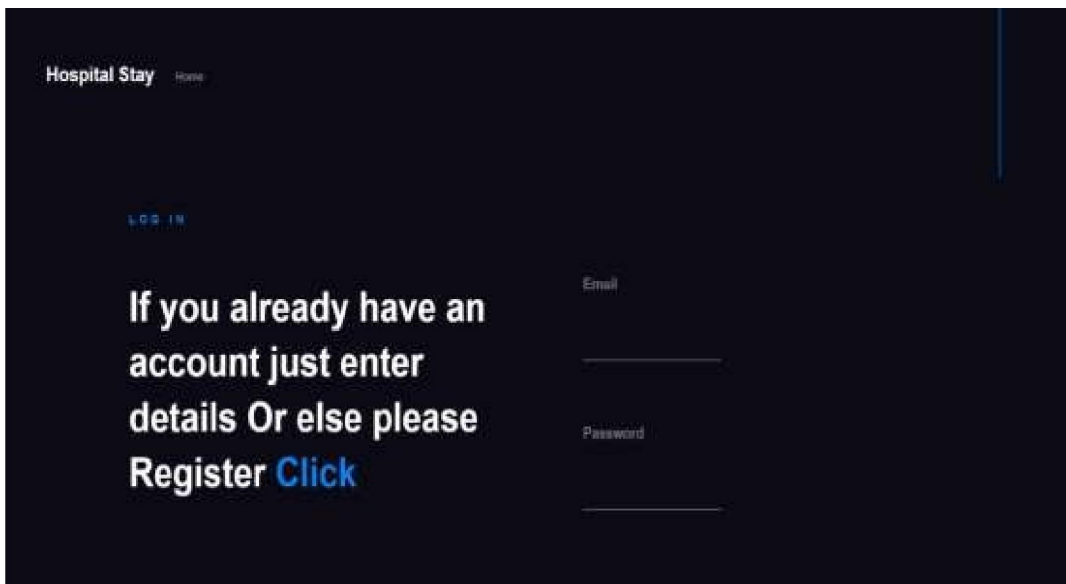 Hospital Stay Home
LOG IN
If you already have an
account just enter
details Or else please
Register Click
Email
Password